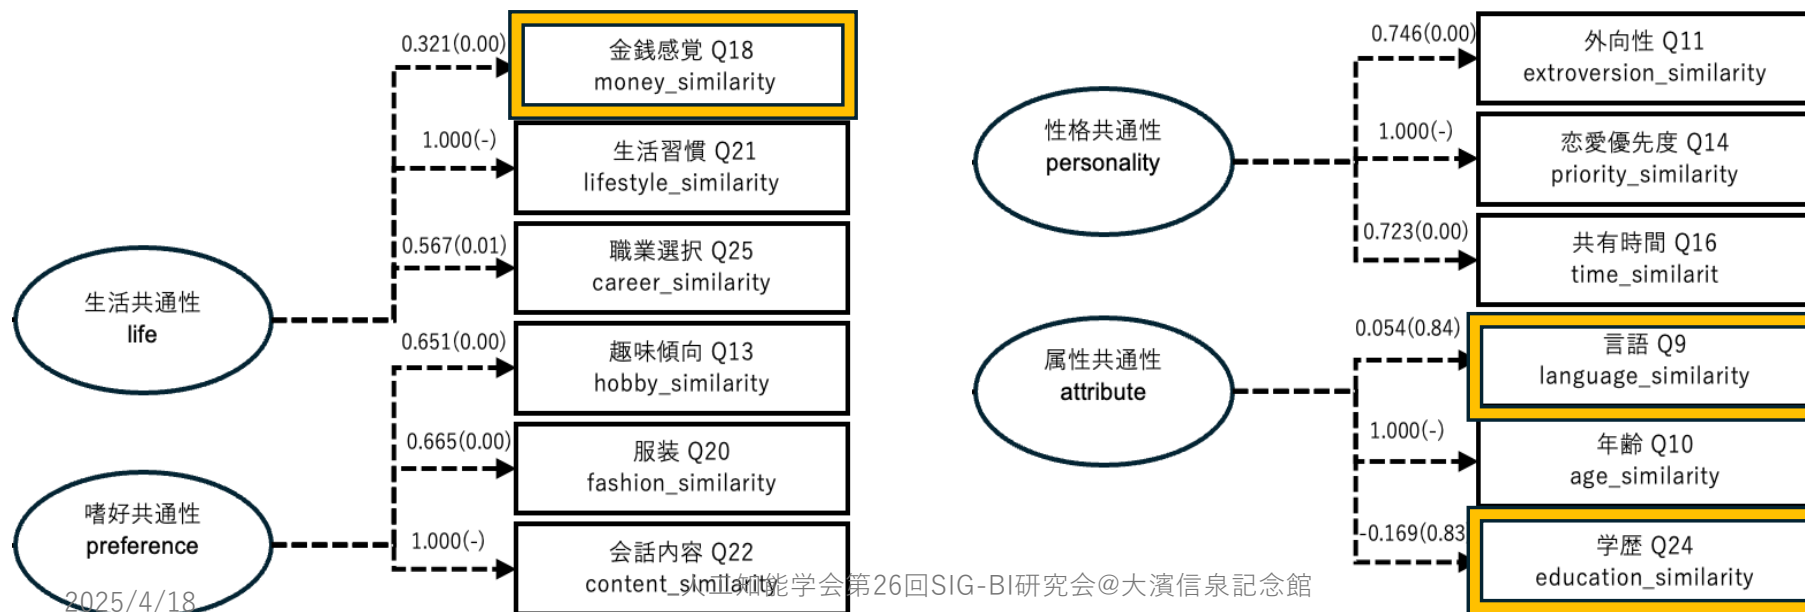 0.321(0.00)
金銭感覚 Q18
money_similarity
1.000(-)
生活習慣 Q21
lifestyle_similarity
0.567(0.01)
職業選択 Q25
career_similarity
生活共通性
life
0.651(0.00)
趣味傾向 Q13
hobby_similarity
0.665(0.00)
服装 Q20
fashion_similarity
嗜好共通性
preference
1.000(-)
会話内容 Q22
content_similarity
0.746(0.00)
外向性 Q11
extroversion_similarity
性格共通性
personality
1.000(-)
恋愛優先度 Q14
priority_similarity
0.723(0.00)
共有時間 Q16
time_similarit
0.054(0.84)
言語 Q9
language_similarity
属性共通性
attribute
1.000(-)
年齢 Q10
age_similarity
-0.169(0.83
学歴 Q24
education_similarity
2025/4/18
人工知能学会第26回SIG-BI研究会@大濱信泉記念館